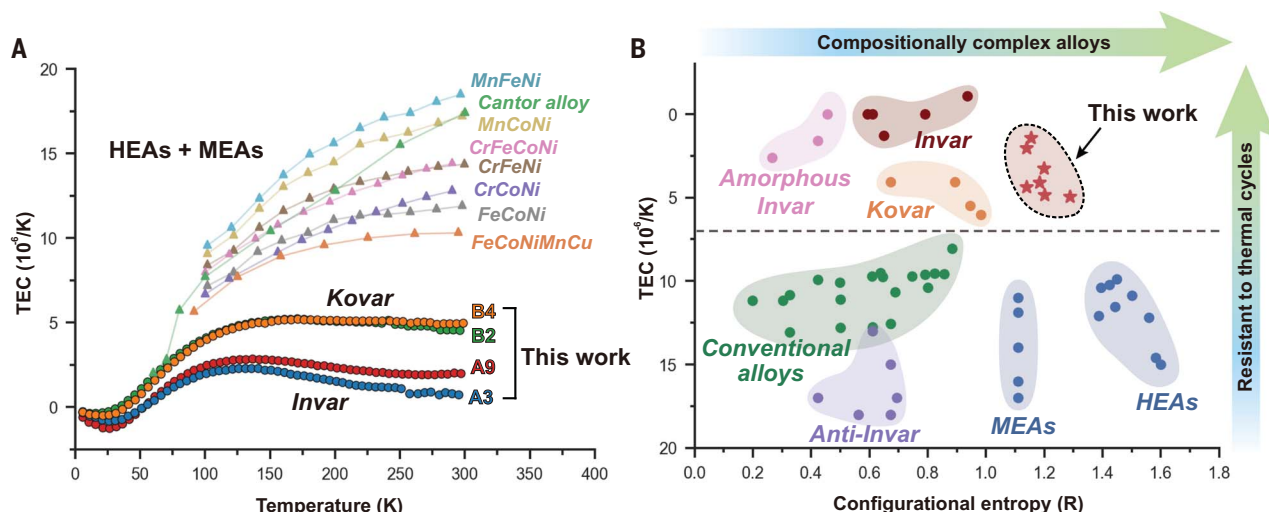 A
TEC (10⁻⁶/K)
20
15
10
5
0
0
50
100
150
200
250
300
350
400
Temperature (K)
HEAs + MEAs
MnFeNi
Cantor alloy
MnCoNi
CrFeCoNi
CrFeNi
CrCoNi
FeCoNi
FeCoNiMnCu
Kovar
B4
B2
This work
A9
Invar
A3
B
Compositionally complex alloys
Resistant to thermal cycles
TEC (10⁻⁶/K)
0
5
10
15
20
0.0
0.2
0.4
0.6
0.8
1.0
1.2
1.4
1.6
1.8
Configurational entropy (R)
This work
Invar
Amorphous
Invar
Kovar
Conventional
alloys
Anti-Invar
MEAs
HEAs